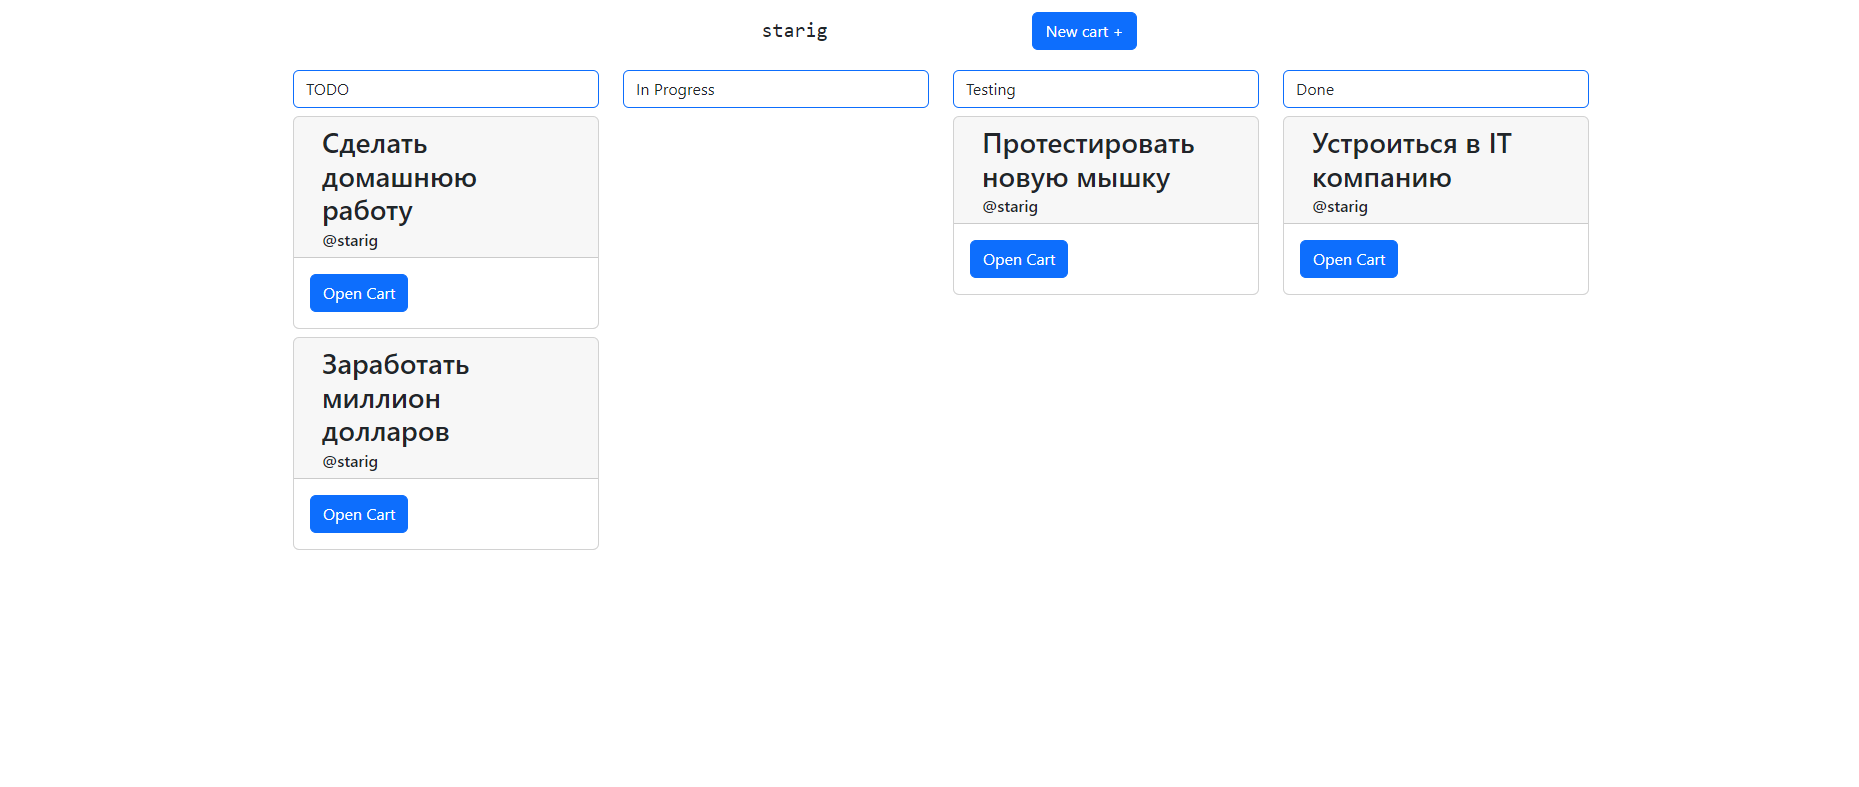 starig
New cart +
TODO
In Progress
Testing
Done
Сделать
домашнюю
работу
@starig
Open Cart
Заработать
миллион
долларов
@starig
Open Cart
Протестировать
новую мышку
@starig
Open Cart
Устроиться в IT
компанию
@starig
Open Cart